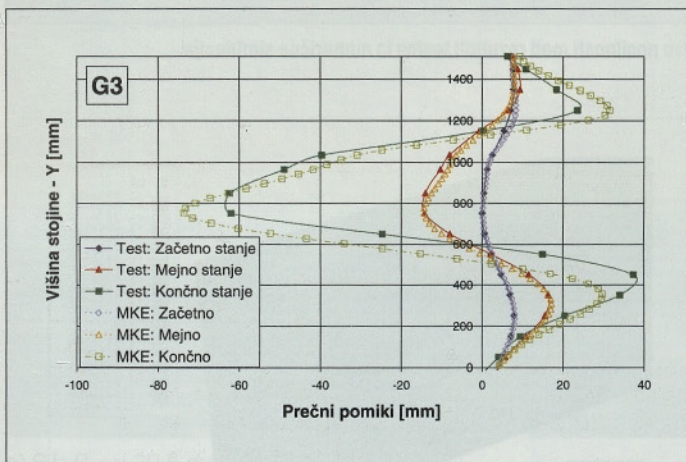 G3
Višina stojine - Y [mm]
1400
1200
1000
800
600
400
200
0
Test: Začetno stanje
Test: Mejno stanje
Test: Končno stanje
MKE: Začetno
MKE: Mejno
MKE: Končno
-100 -80 -60 -40 -20 0 20 40
Prečni pomiki [mm]